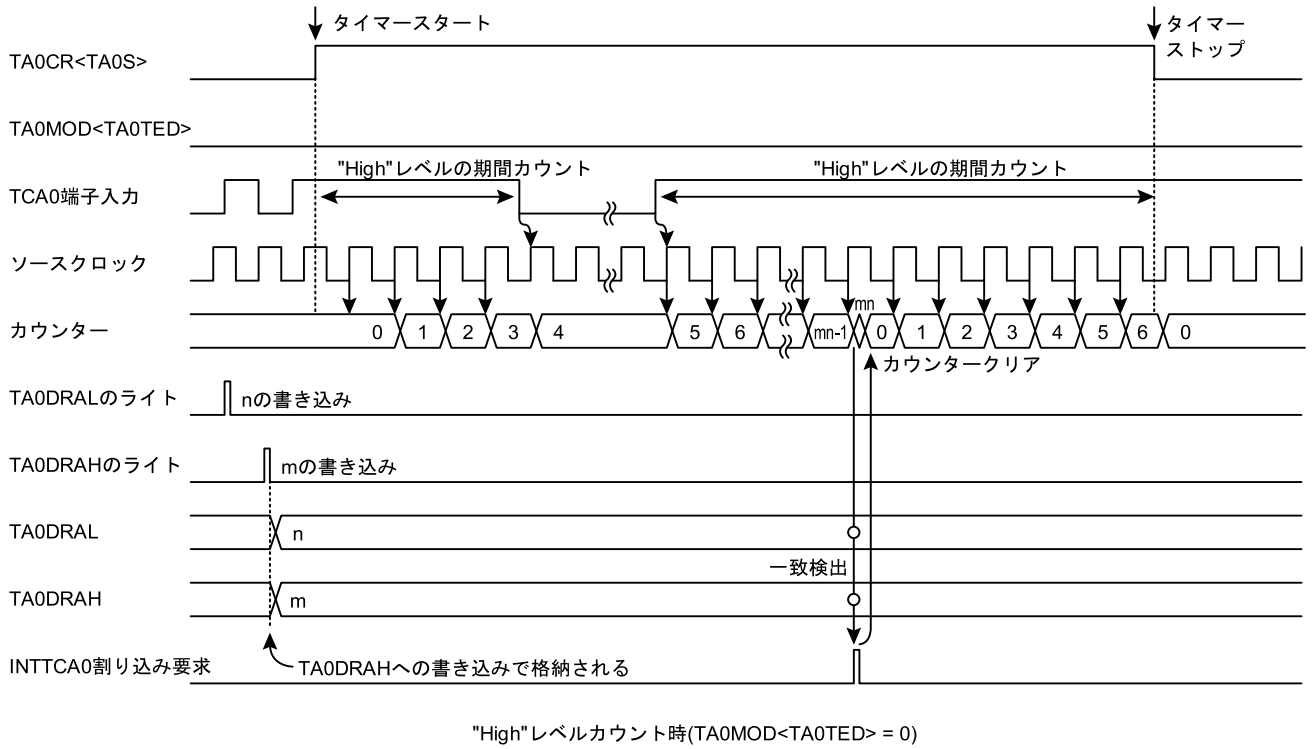 タイマースタート
タイマー
ストップ
TA0CR<TA0S>
TA0MOD<TA0TED>
"High"レベルの期間カウント
"High"レベルの期間カウント
TCA0端子入力
ソースクロック
mn
カウンター
0 1 2 3 4 5 6 mn-1 0 1 2 3 4 5 6 0
カウンタークリア
TA0DRALのライト
nの書き込み
TA0DRAHのライト
mの書き込み
TA0DRAL
n
一致検出
TA0DRAH
m
INTTCA0割り込み要求
TA0DRAHへの書き込みで格納される
"High"レベルカウント時(TA0MOD<TA0TED> = 0)